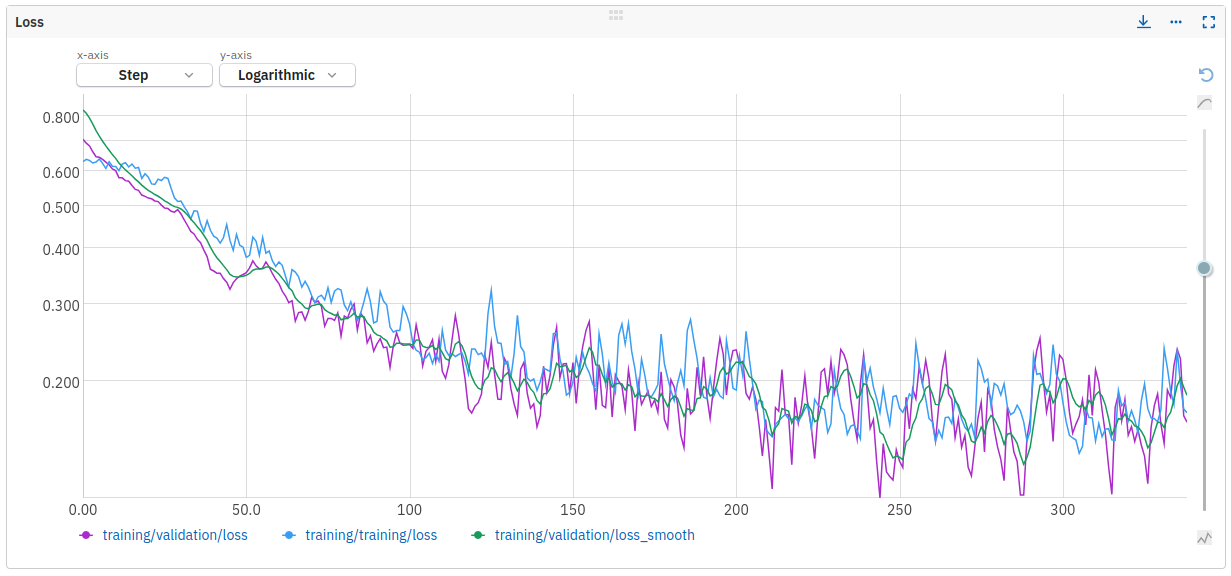 Loss
x-axis
y-axis
Step
Logarithmic
0.800
0.600
0.500
0.400
0.300
0.200
0.00
50.0
100
150
200
250
300
training/validation/loss
training/training/loss
training/validation/loss_smooth